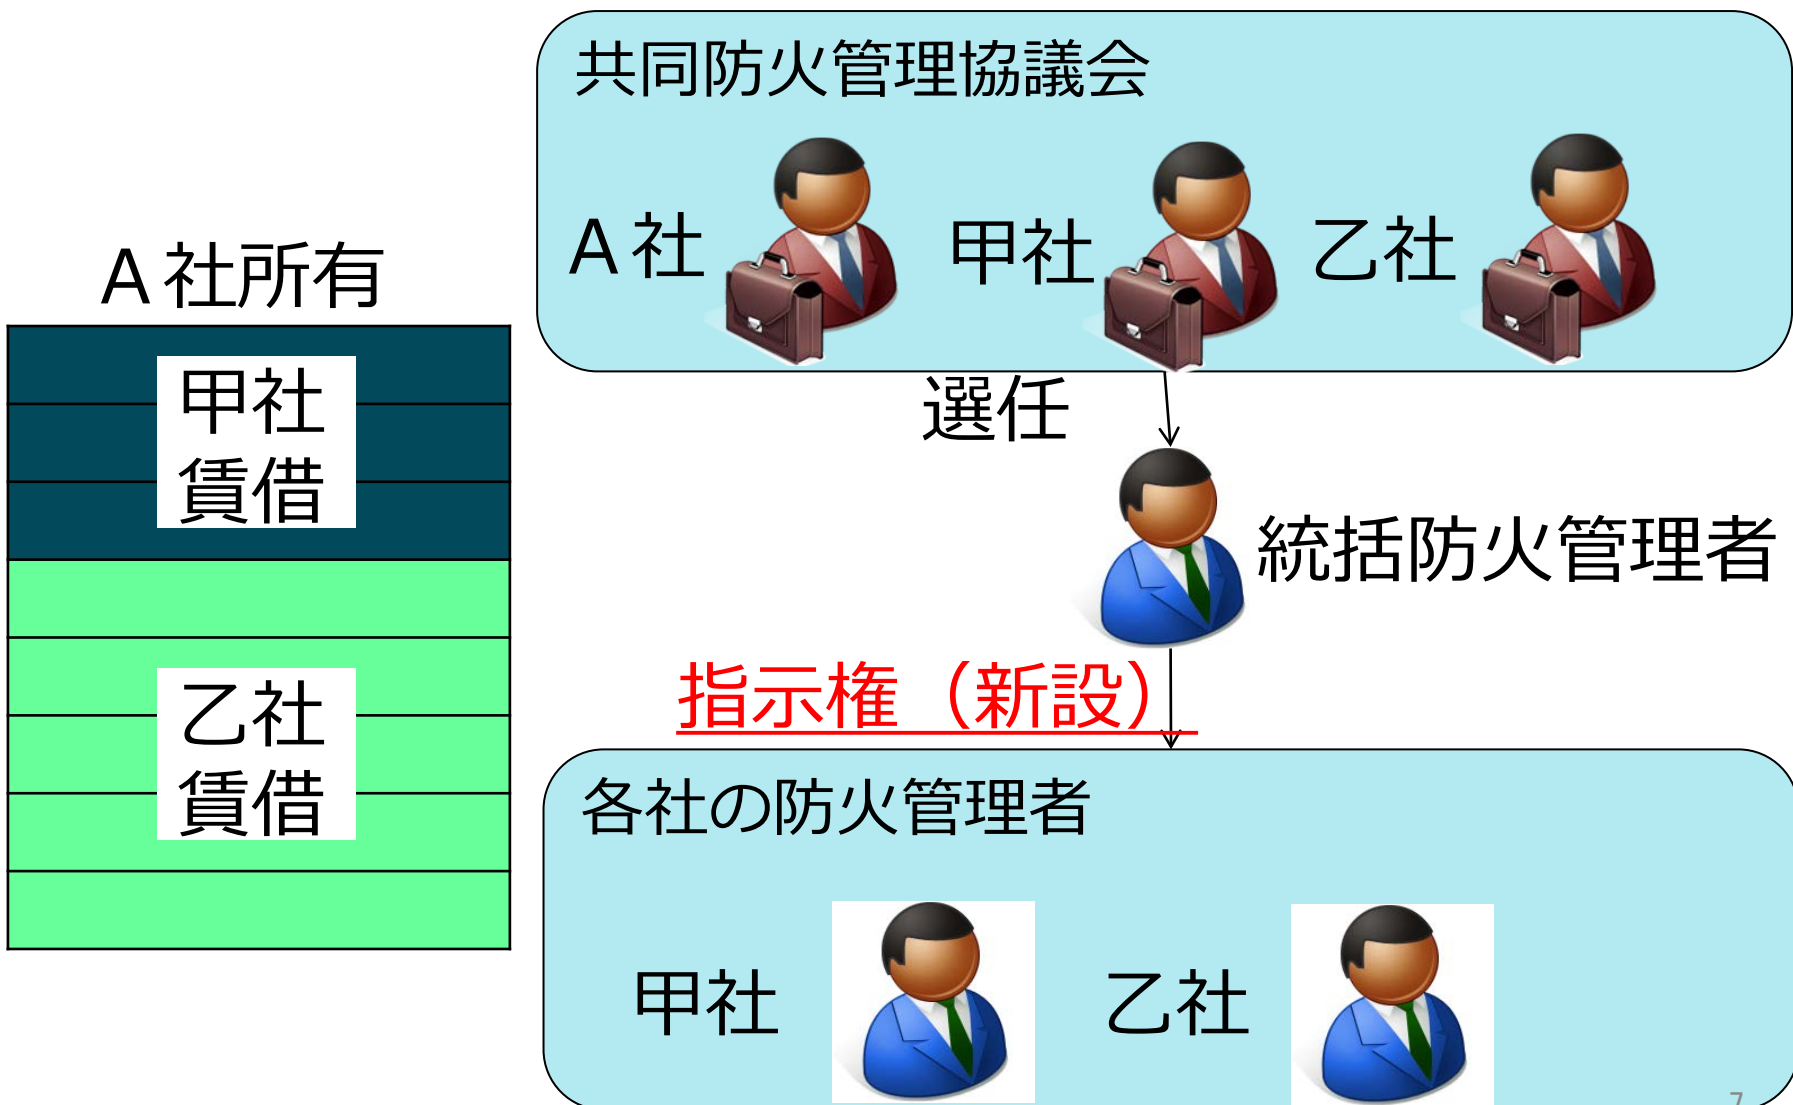 共同防火管理協議会
A社
甲社
乙社
A社所有
甲社
賃借
乙社
賃借
選任
統括防火管理者
指示権（新設）
各社の防火管理者
甲社
乙社
7